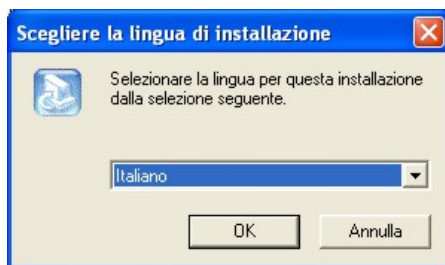 Scegliere la lingua di installazione
Selezionare la lingua per questa installazione
dalla selezione seguente.
Italiano
OK
Annulla